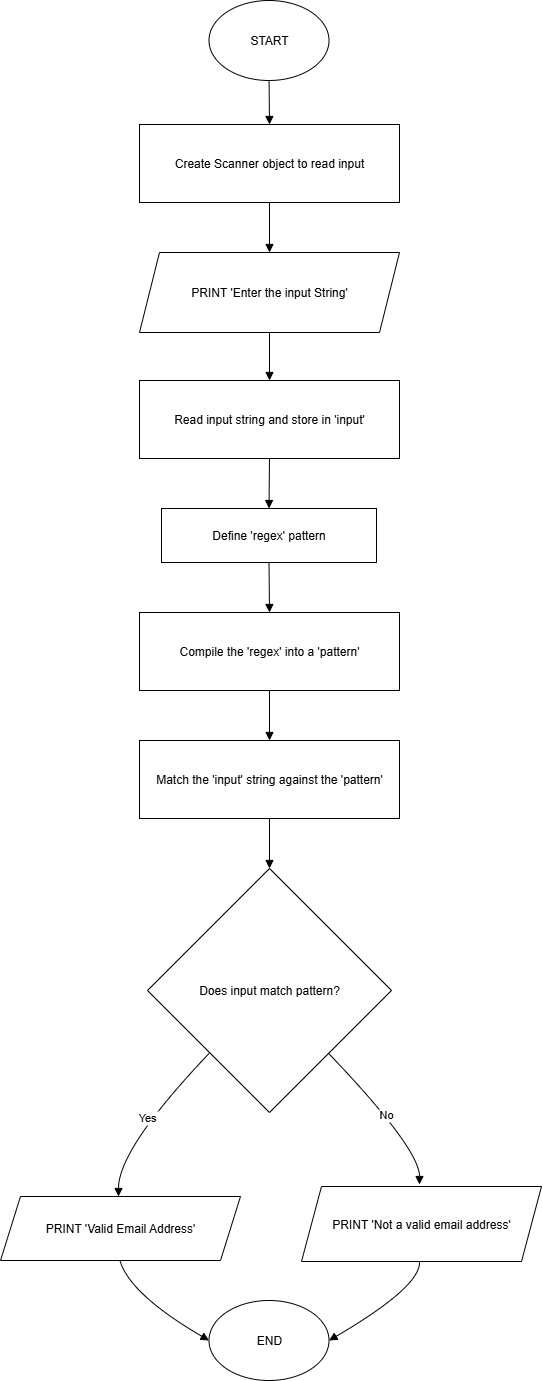 START
Create Scanner object to read input
PRINT 'Enter the input String'
Read input string and store in 'input'
Define 'regex' pattern
Compile the 'regex' into a 'pattern'
Match the 'input' string against the 'pattern'
Does input match pattern?
Yes
No
PRINT 'Valid Email Address'
PRINT 'Not a valid email address'
END